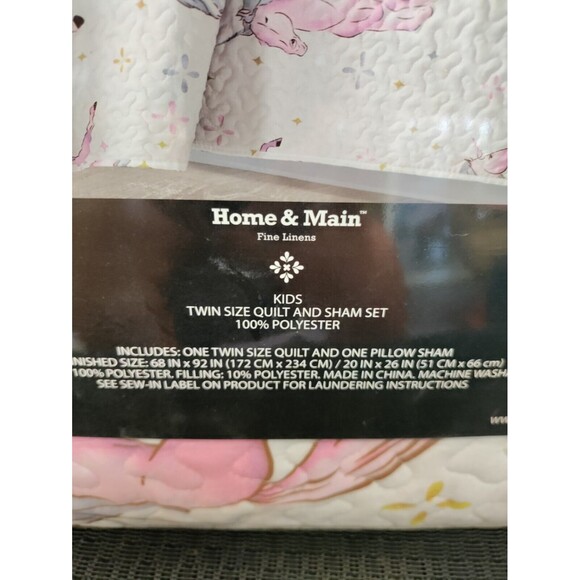 Home & Main™
Fine Linens
KIDS
TWIN SIZE QUILT AND SHAM SET
100% POLYESTER
INCLUDES: ONE TWIN SIZE QUILT AND ONE PILLOW SHAM
NISHED SIZE: 68 IN x 92 IN (172 CM x 234 CM) / 20 IN x 26 IN (51 CM x 66 cm)
100% POLYESTER. FILLING: 10% POLYESTER. MADE IN CHINA. MACHINE WASHA
SEE SEW-IN LABEL ON PRODUCT FOR LAUNDERING INSTRUCTIONS